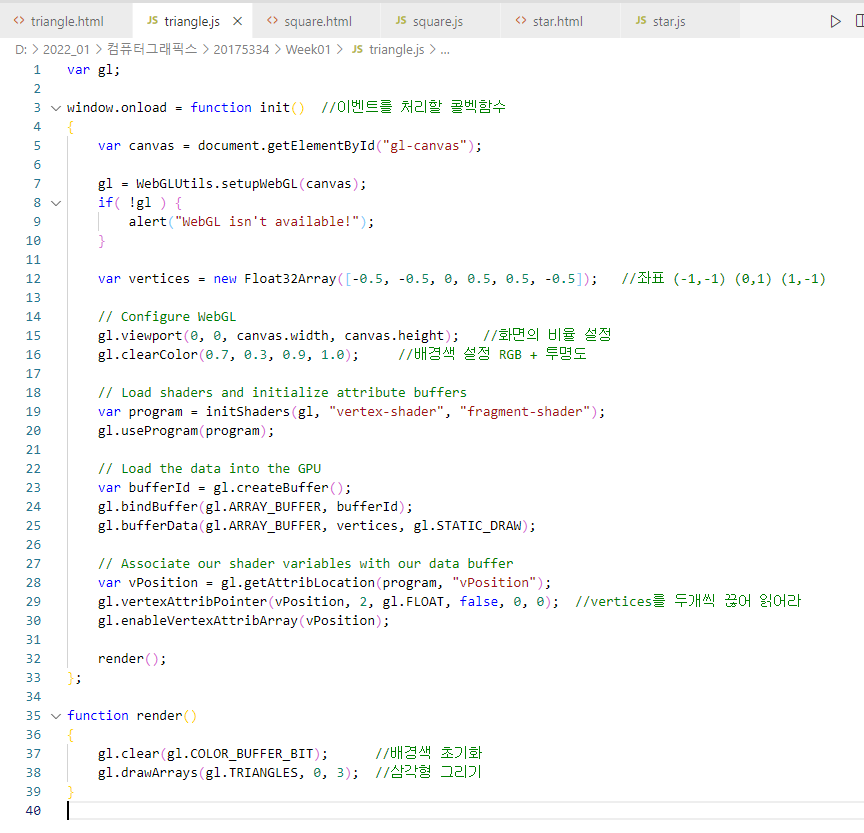 triangle.html JS triangle.js × square.html JS square.js star.html JS star.js
D: > 2022_01 > 컴퓨터그래픽스 > 20175334 > Week01 > JS triangle.js > ...
1 var gl;
2
3 window.onload = function init()  //이벤트를 처리할 콜벡함수
4 {
5     var canvas = document.getElementById("gl-canvas");
6
7     gl = WebGLUtils.setupWebGL(canvas);
8     if( !gl ) {
9         alert("WebGL isn't available!");
10     }
11
12     var vertices = new Float32Array([-0.5, -0.5, 0, 0.5, 0.5, -0.5]);   //좌표 (-1,-1) (0,1) (1,-1)
13
14     // Configure WebGL
15     gl.viewport(0, 0, canvas.width, canvas.height);   //화면의 비율 설정
16     gl.clearColor(0.7, 0.3, 0.9, 1.0);     //배경색 설정 RGB + 투명도
17
18     // Load shaders and initialize attribute buffers
19     var program = initShaders(gl, "vertex-shader", "fragment-shader");
20     gl.useProgram(program);
21
22     // Load the data into the GPU
23     var bufferId = gl.createBuffer();
24     gl.bindBuffer(gl.ARRAY_BUFFER, bufferId);
25     gl.bufferData(gl.ARRAY_BUFFER, vertices, gl.STATIC_DRAW);
26
27     // Associate our shader variables with our data buffer
28     var vPosition = gl.getAttribLocation(program, "vPosition");
29     gl.vertexAttribPointer(vPosition, 2, gl.FLOAT, false, 0, 0);  //vertices를 두개씩 끊어 읽어라
30     gl.enableVertexAttribArray(vPosition);
31
32     render();
33 };
34
35 function render()
36 {
37     gl.clear(gl.COLOR_BUFFER_BIT);      //배경색 초기화
38     gl.drawArrays(gl.TRIANGLES, 0, 3);  //삼각형 그리기
39 }
40